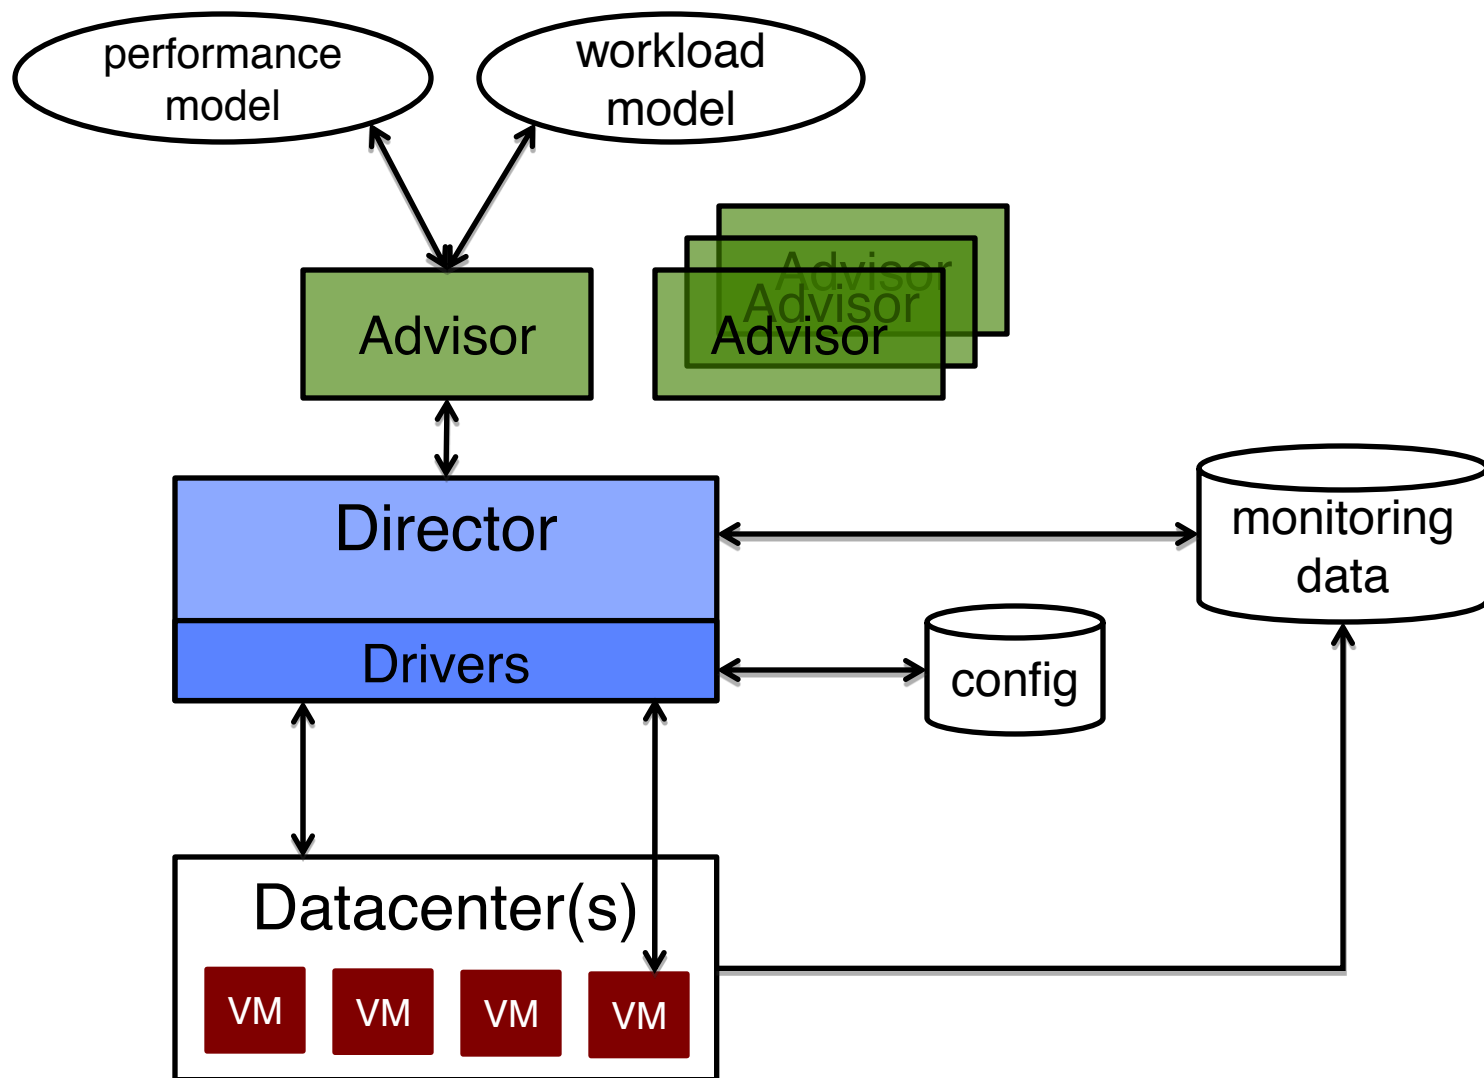 performance
model
workload
model
Advisor
Advisor
Advisor
Advisor
Director
monitoring
data
Drivers
config
Datacenter(s)
VM
VM
VM
VM